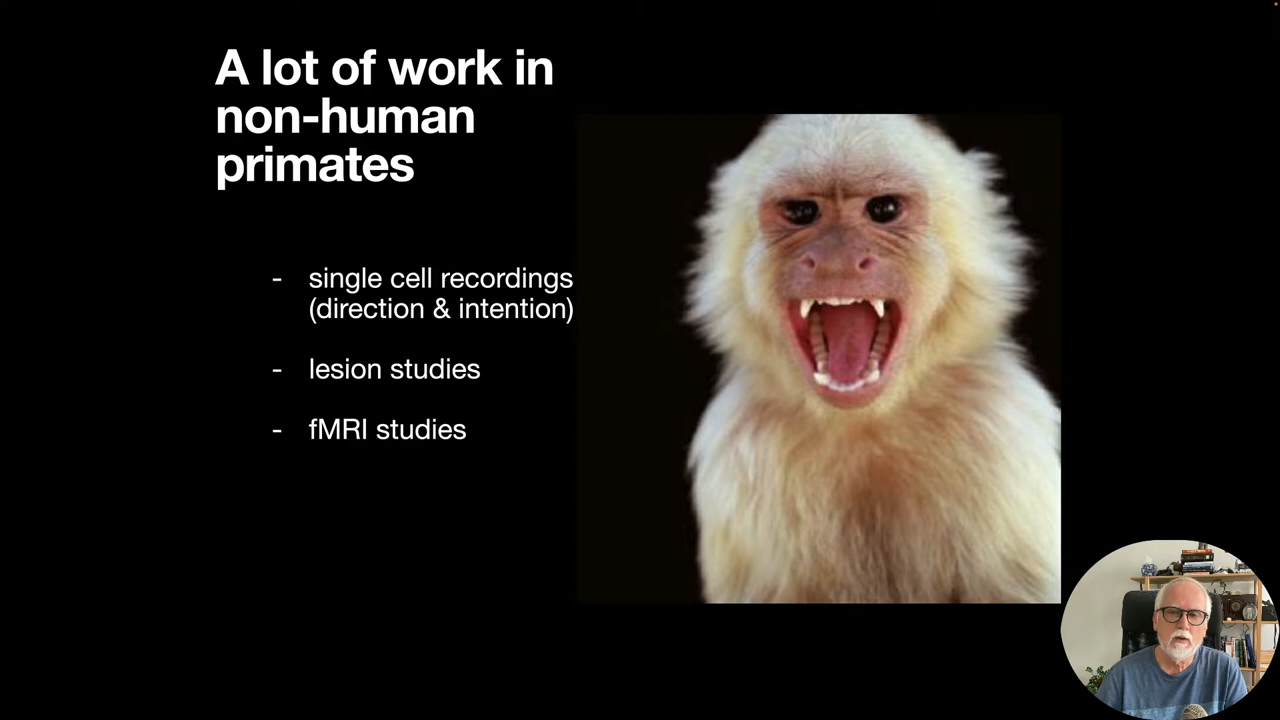 A lot of work in
non-human
primates
- single cell recordings
(direction & intention)
- lesion studies
- fMRI studies